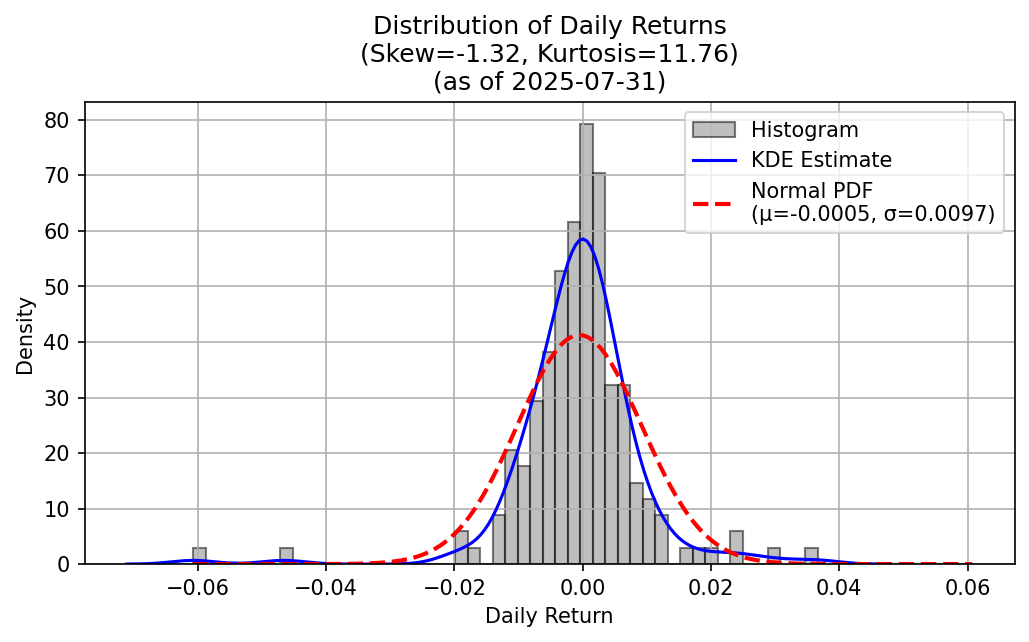 Distribution of Daily Returns
(Skew=-1.32, Kurtosis=11.76)
(as of 2025-07-31)
Histogram
KDE Estimate
Normal PDF
(μ=-0.0005, σ=0.0097)
Density
80
70
60
50
40
30
20
10
0
−0.06
−0.04
−0.02
0.00
0.02
0.04
0.06
Daily Return